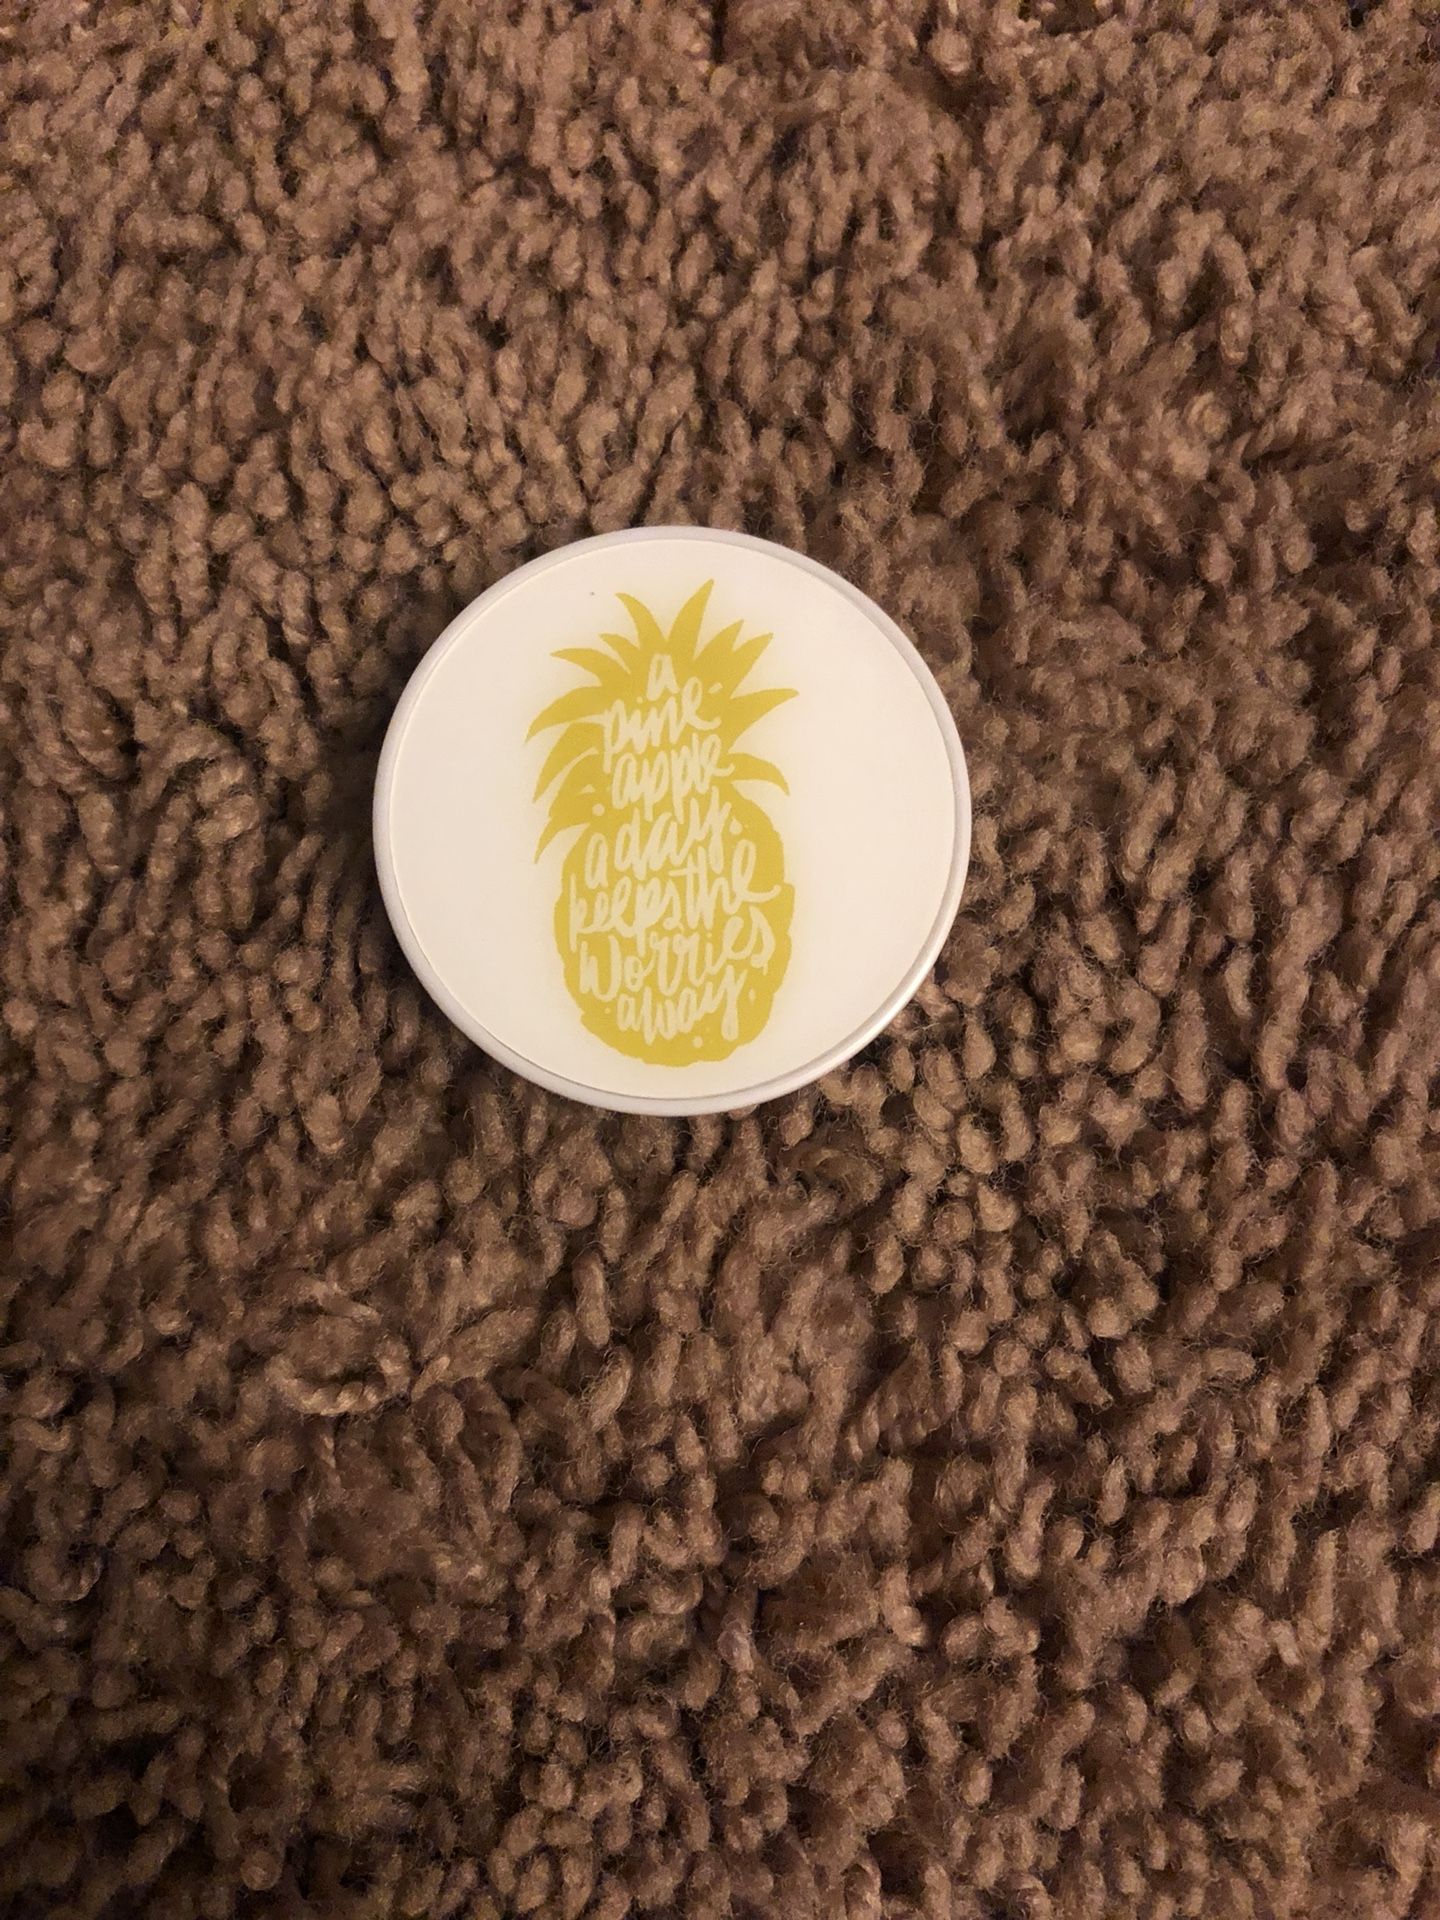 a
pine-
apple
a day
keeps the
worries
away.